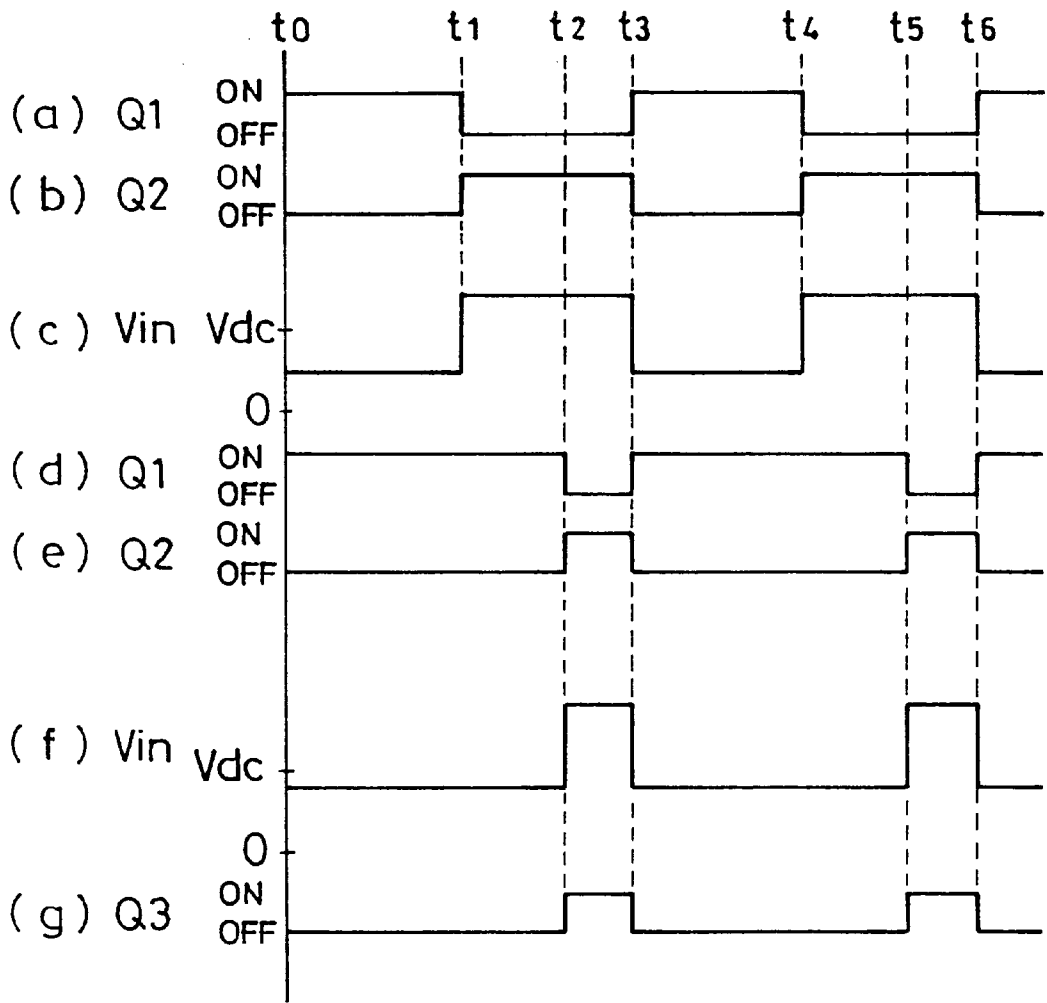 t0 t1 t2 t3 t4 t5 t6
(a) Q1 ON
OFF
(b) Q2 ON
OFF
(c) Vin Vdc
0
(d) Q1 ON
OFF
(e) Q2 ON
OFF
(f) Vin Vdc
0
(g) Q3 ON
OFF